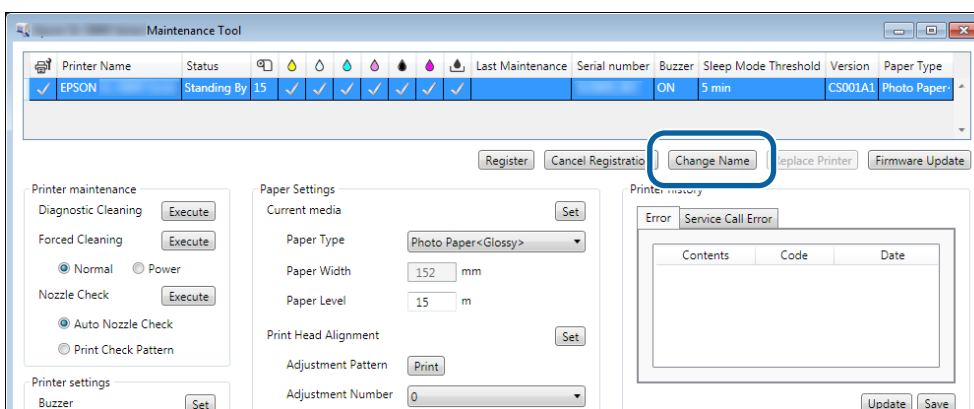 Maintenance Tool
Printer Name Status Last Maintenance Serial number Buzzer Sleep Mode Threshold Version Paper Type
EPSON Standing By 15 ON 5 min CS001A1 Photo Paper-
Register Cancel Registration Change Name Replace Printer Firmware Update
Printer maintenance
Diagnostic Cleaning Execute
Forced Cleaning Execute
Normal Power
Nozzle Check Execute
Auto Nozzle Check
Print Check Pattern
Printer settings
Buzzer Set
Paper Settings
Current media Set
Paper Type Photo Paper<Glossy>
Paper Width 152 mm
Paper Level 15 m
Print Head Alignment Set
Adjustment Pattern Print
Adjustment Number 0
Printer history
Error Service Call Error
Contents Code Date
Update Save